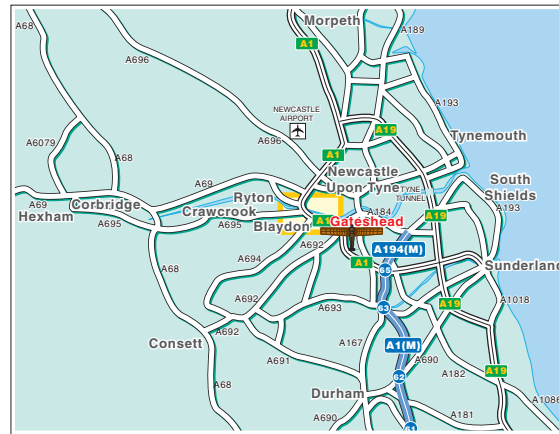 A68
Morpeth
A189
A1
A696
A193
NEWCASTLE
AIRPORT
A19
A6079
A696
Tynemouth
A68
A1
Newcastle
Upon Tyne
TYNE
TUNNEL
South
Shields
A69
Ryton
Corbridge
Crawcrook
A69
Hexham
A695
A695
Blaydon
A1
Gateshead
A184
A19
A193
A692
A194(M)
A68
A694
A1
65
Sunderland
A692
A693
63
A19
A1018
A692
A167
A1(M)
Consett
A691
A690
A182
A19
A68
62
Durham
A690
A181
A1086
61